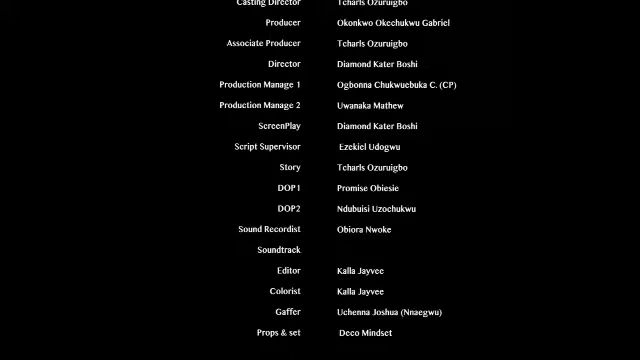 Casting Director Tcharls Ozuruigbo
Producer Okonkwo Okechukwu Gabriel
Associate Producer Tcharls Ozuruigbo
Director Diamond Kater Boshi
Production Manage 1 Ogbonna Chukwuebuka C. (CP)
Production Manage 2 Uwanaka Mathew
ScreenPlay Diamond Kater Boshi
Script Supervisor Ezekiel Udogwu
Story Tcharls Ozuruigbo
DOP1 Promise Obiesie
DOP2 Ndubuisi Uzochukwu
Sound Recordist Obiora Nwoke
Soundtrack
Editor Kalla Jayvee
Colorist Kalla Jayvee
Gaffer Uchenna Joshua (Nnaegwu)
Props & set Deco Mindset